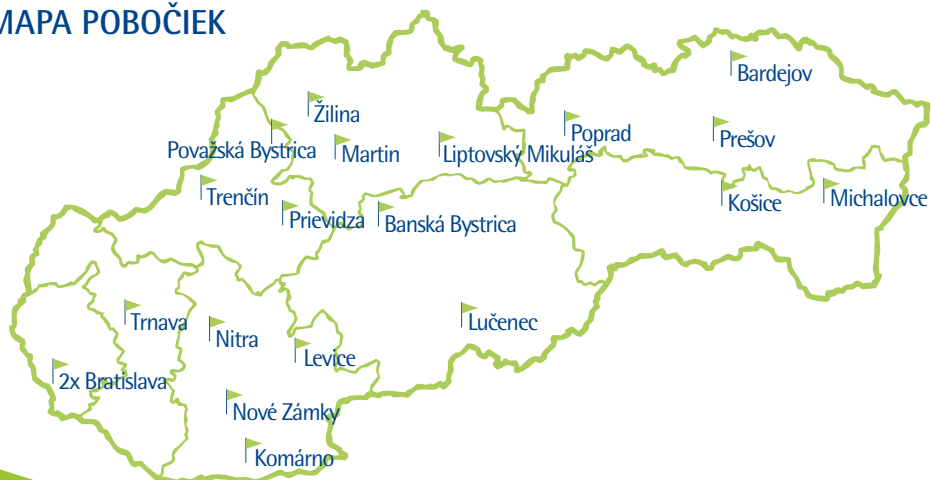 MAPA POBOČIEK
Bardejov
Žilina
Poprad
Prešov
Považská Bystrica
Martin
Liptovský Mikuláš
Trenčín
Prievidza
Banská Bystrica
Košice
Michalovce
Trnava
Nitra
Lučenec
Levice
2x Bratislava
Nové Zámky
Komárno